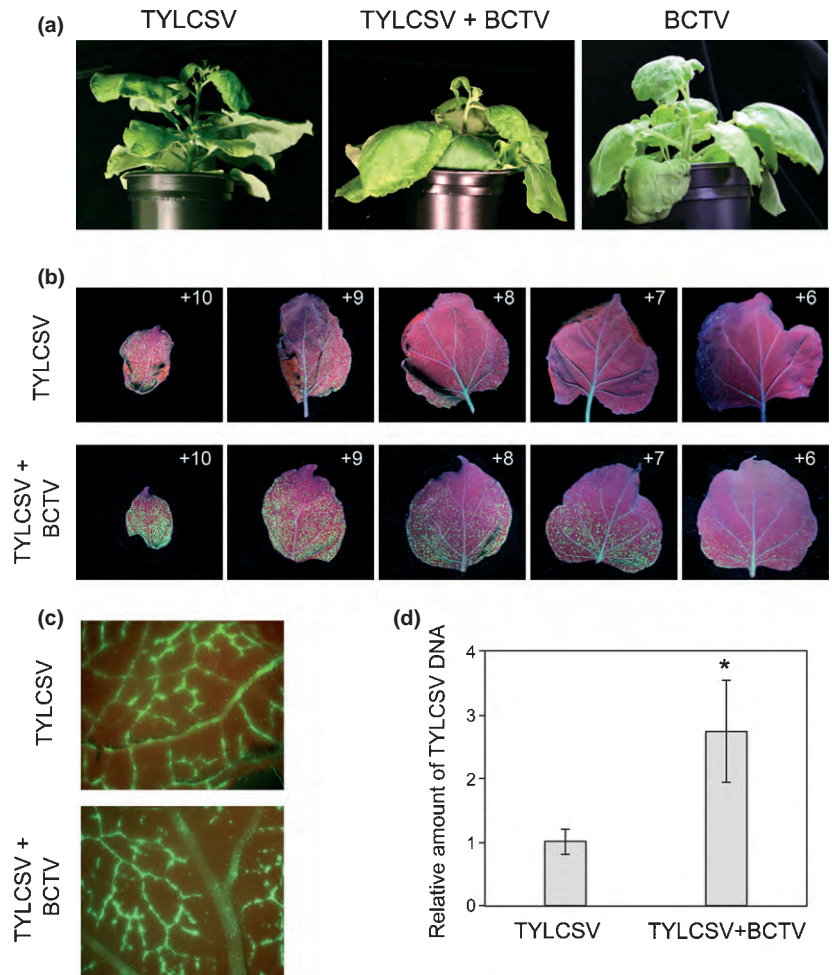 (a)
TYLCSV
TYLCSV + BCTV
BCTV
(b)
TYLCSV
+10
+9
+8
+7
+6
TYLCSV +
BCTV
+10
+9
+8
+7
+6
(c)
TYLCSV
TYLCSV +
BCTV
(d)
Relative amount of TYLCSV DNA
4
3
2
1
0
*
TYLCSV
TYLCSV+BCTV